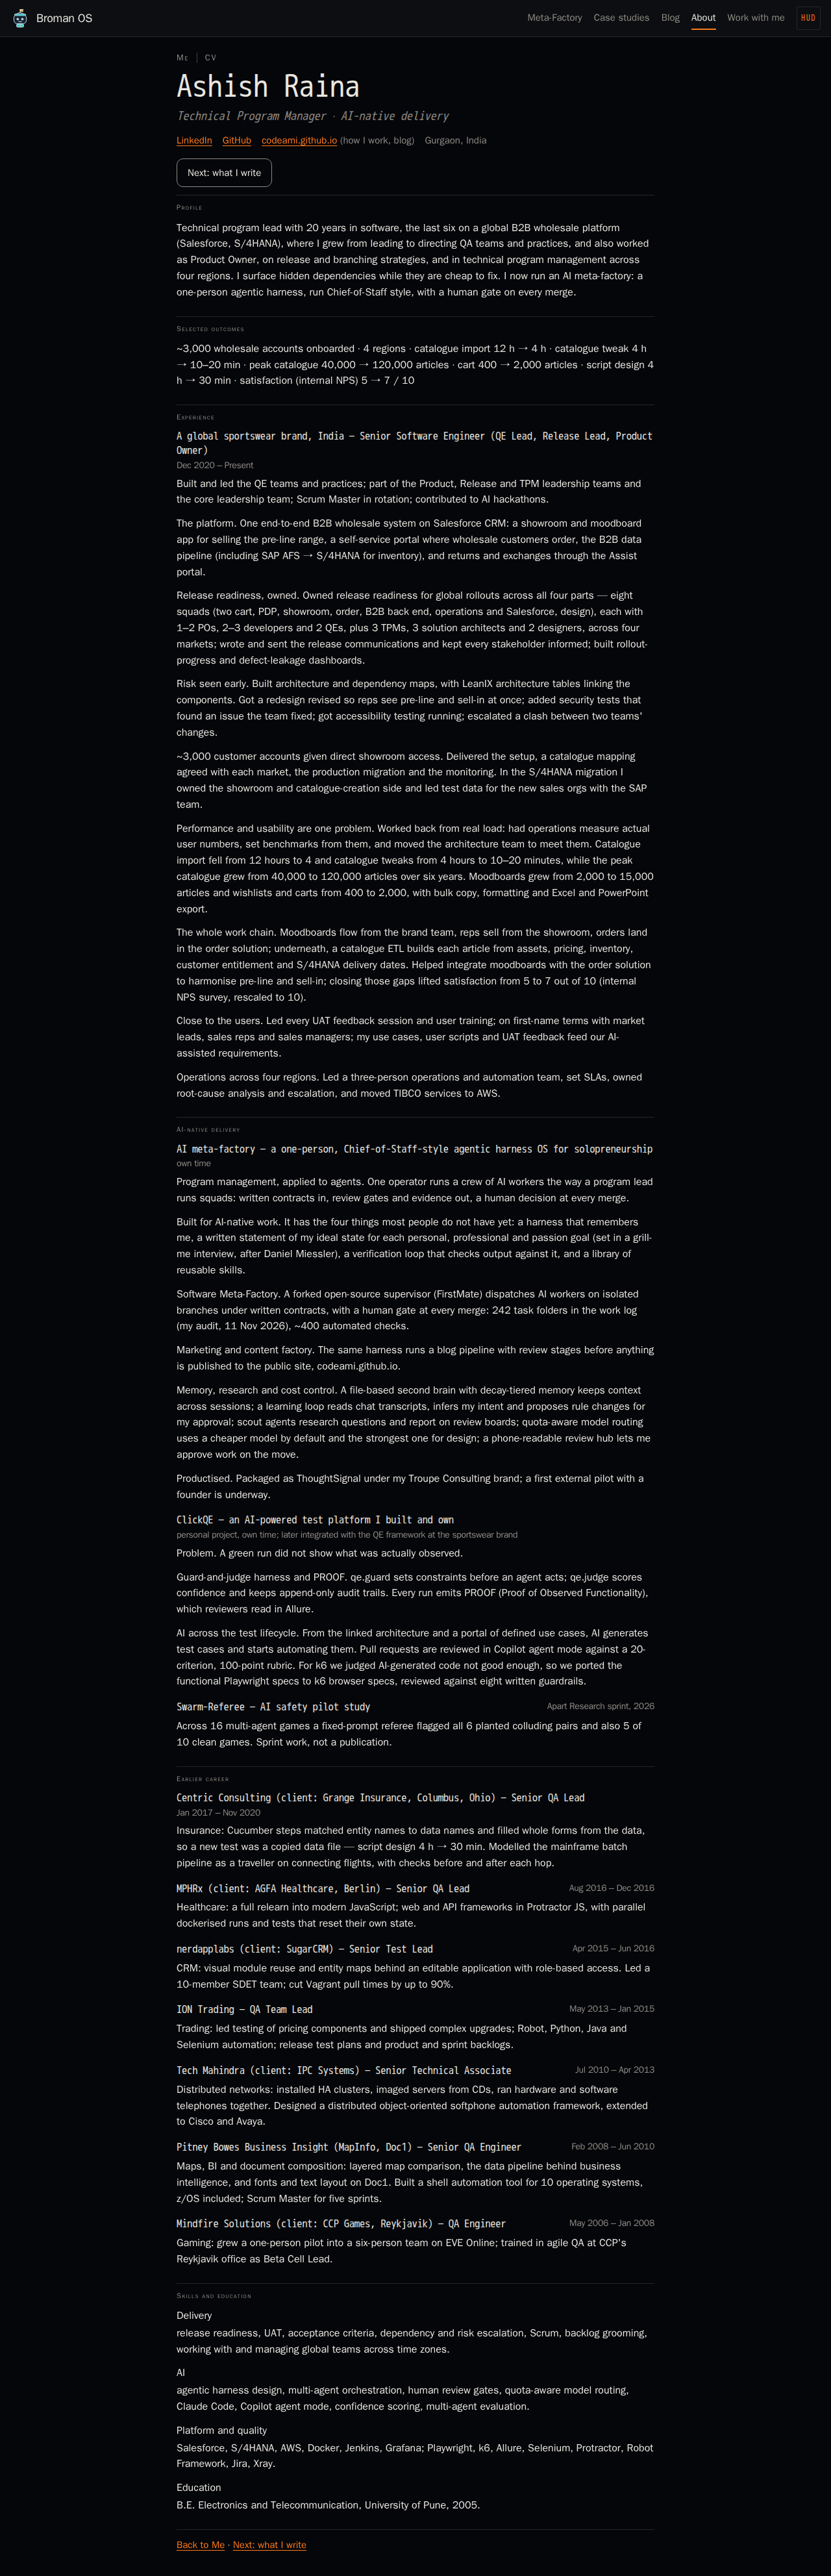 Broman OS
Meta-Factory Case studies Blog About Work with me HUD
Me | CV
Ashish Raina
Technical Program Manager · AI-native delivery
LinkedIn GitHub codeami.github.io (how I work, blog) Gurgaon, India
Next: what I write
Profile
Technical program lead with 20 years in software, the last six on a global B2B wholesale platform
(Salesforce, S/4HANA), where I grew from leading to directing QA teams and practices, and also worked
as Product Owner, on release and branching strategies, and in technical program management across
four regions. I surface hidden dependencies while they are cheap to fix. I now run an AI meta-factory: a
one-person agentic harness, run Chief-of-Staff style, with a human gate on every merge.
Selected outcomes
~3,000 wholesale accounts onboarded · 4 regions · catalogue import 12 h → 4 h · catalogue tweak 4 h
→ 10–20 min · peak catalogue 40,000 → 120,000 articles · cart 400 → 2,000 articles · script design 4
h → 30 min · satisfaction (internal NPS) 5 → 7 / 10
Experience
A global sportswear brand, India — Senior Software Engineer (QE Lead, Release Lead, Product
Owner)
Dec 2020 – Present
Built and led the QE teams and practices; part of the Product, Release and TPM leadership teams and
the core leadership team; Scrum Master in rotation; contributed to AI hackathons.
The platform. One end-to-end B2B wholesale system on Salesforce CRM: a showroom and moodboard
app for selling the pre-line range, a self-service portal where wholesale customers order, the B2B data
pipeline (including SAP AFS → S/4HANA for inventory), and returns and exchanges through the Assist
portal.
Release readiness, owned. Owned release readiness for global rollouts across all four parts — eight
squads (two cart, PDP, showroom, order, B2B back end, operations and Salesforce, design), each with
1–2 POs, 2–3 developers and 2 QEs, plus 3 TPMs, 3 solution architects and 2 designers, across four
markets; wrote and sent the release communications and kept every stakeholder informed; built rollout-
progress and defect-leakage dashboards.
Risk seen early. Built architecture and dependency maps, with LeanIX architecture tables linking the
components. Got a redesign revised so reps see pre-line and sell-in at once; added security tests that
found an issue the team fixed; got accessibility testing running; escalated a clash between two teams'
changes.
~3,000 customer accounts given direct showroom access. Delivered the setup, a catalogue mapping
agreed with each market, the production migration and the monitoring. In the S/4HANA migration I
owned the showroom and catalogue-creation side and led test data for the new sales orgs with the SAP
team.
Performance and usability are one problem. Worked back from real load: had operations measure actual
user numbers, set benchmarks from them, and moved the architecture team to meet them. Catalogue
import fell from 12 hours to 4 and catalogue tweaks from 4 hours to 10–20 minutes, while the peak
catalogue grew from 40,000 to 120,000 articles over six years. Moodboards grew from 2,000 to 15,000
articles and wishlists and carts from 400 to 2,000, with bulk copy, formatting and Excel and PowerPoint
export.
The whole work chain. Moodboards flow from the brand team, reps sell from the showroom, orders land
in the order solution; underneath, a catalogue ETL builds each article from assets, pricing, inventory,
customer entitlement and S/4HANA delivery dates. Helped integrate moodboards with the order solution
to harmonise pre-line and sell-in; closing those gaps lifted satisfaction from 5 to 7 out of 10 (internal
NPS survey, rescaled to 10).
Close to the users. Led every UAT feedback session and user training; on first-name terms with market
leads, sales reps and sales managers; my use cases, user scripts and UAT feedback feed our AI-
assisted requirements.
Operations across four regions. Led a three-person operations and automation team, set SLAs, owned
root-cause analysis and escalation, and moved TIBCO services to AWS.
AI-native delivery
AI meta-factory — a one-person, Chief-of-Staff-style agentic harness OS for solopreneurship
own time
Program management, applied to agents. One operator runs a crew of AI workers the way a program lead
runs squads: written contracts in, review gates and evidence out, a human decision at every merge.
Built for AI-native work. It has the four things most people do not have yet: a harness that remembers
me, a written statement of my ideal state for each personal, professional and passion goal (set in a grill-
me interview, after Daniel Miessler), a verification loop that checks output against it, and a library of
reusable skills.
Software Meta-Factory. A forked open-source supervisor (FirstMate) dispatches AI workers on isolated
branches under written contracts, with a human gate at every merge: 242 task folders in the work log
(my audit, 11 Nov 2026), ~400 automated checks.
Marketing and content factory. The same harness runs a blog pipeline with review stages before anything
is published to the public site, codeami.github.io.
Memory, research and cost control. A file-based second brain with decay-tiered memory keeps context
across sessions; a learning loop reads chat transcripts, infers my intent and proposes rule changes for
my approval; scout agents research questions and report on review boards; quota-aware model routing
uses a cheaper model by default and the strongest one for design; a phone-readable review hub lets me
approve work on the move.
Productised. Packaged as ThoughtSignal under my Troupe Consulting brand; a first external pilot with a
founder is underway.
ClickQE — an AI-powered test platform I built and own
personal project, own time; later integrated with the QE framework at the sportswear brand
Problem. A green run did not show what was actually observed.
Guard-and-judge harness and PROOF. qe.guard sets constraints before an agent acts; qe.judge scores
confidence and keeps append-only audit trails. Every run emits PROOF (Proof of Observed Functionality),
which reviewers read in Allure.
AI across the test lifecycle. From the linked architecture and a portal of defined use cases, AI generates
test cases and starts automating them. Pull requests are reviewed in Copilot agent mode against a 20-
criterion, 100-point rubric. For k6 we judged AI-generated code not good enough, so we ported the
functional Playwright specs to k6 browser specs, reviewed against eight written guardrails.
Swarm-Referee — AI safety pilot study Apart Research sprint, 2026
Across 16 multi-agent games a fixed-prompt referee flagged all 6 planted colluding pairs and also 5 of
10 clean games. Sprint work, not a publication.
Earlier career
Centric Consulting (client: Grange Insurance, Columbus, Ohio) — Senior QA Lead
Jan 2017 – Nov 2020
Insurance: Cucumber steps matched entity names to data names and filled whole forms from the data,
so a new test was a copied data file — script design 4 h → 30 min. Modelled the mainframe batch
pipeline as a traveller on connecting flights, with checks before and after each hop.
MPHRx (client: AGFA Healthcare, Berlin) — Senior QA Lead Aug 2016 – Dec 2016
Healthcare: a full relearn into modern JavaScript; web and API frameworks in Protractor JS, with parallel
dockerised runs and tests that reset their own state.
nerdapplabs (client: SugarCRM) — Senior Test Lead Apr 2015 – Jun 2016
CRM: visual module reuse and entity maps behind an editable application with role-based access. Led a
10-member SDET team; cut Vagrant pull times by up to 90%.
ION Trading — QA Team Lead May 2013 – Jan 2015
Trading: led testing of pricing components and shipped complex upgrades; Robot, Python, Java and
Selenium automation; release test plans and product and sprint backlogs.
Tech Mahindra (client: IPC Systems) — Senior Technical Associate Jul 2010 – Apr 2013
Distributed networks: installed HA clusters, imaged servers from CDs, ran hardware and software
telephones together. Designed a distributed object-oriented softphone automation framework, extended
to Cisco and Avaya.
Pitney Bowes Business Insight (MapInfo, Doc1) — Senior QA Engineer Feb 2008 – Jun 2010
Maps, BI and document composition: layered map comparison, the data pipeline behind business
intelligence, and fonts and text layout on Doc1. Built a shell automation tool for 10 operating systems,
z/OS included; Scrum Master for five sprints.
Mindfire Solutions (client: CCP Games, Reykjavik) — QA Engineer May 2006 – Jan 2008
Gaming: grew a one-person pilot into a six-person team on EVE Online; trained in agile QA at CCP's
Reykjavik office as Beta Cell Lead.
Skills and education
Delivery
release readiness, UAT, acceptance criteria, dependency and risk escalation, Scrum, backlog grooming,
working with and managing global teams across time zones.
AI
agentic harness design, multi-agent orchestration, human review gates, quota-aware model routing,
Claude Code, Copilot agent mode, confidence scoring, multi-agent evaluation.
Platform and quality
Salesforce, S/4HANA, AWS, Docker, Jenkins, Grafana; Playwright, k6, Allure, Selenium, Protractor, Robot
Framework, Jira, Xray.
Education
B.E. Electronics and Telecommunication, University of Pune, 2005.
Back to Me · Next: what I write